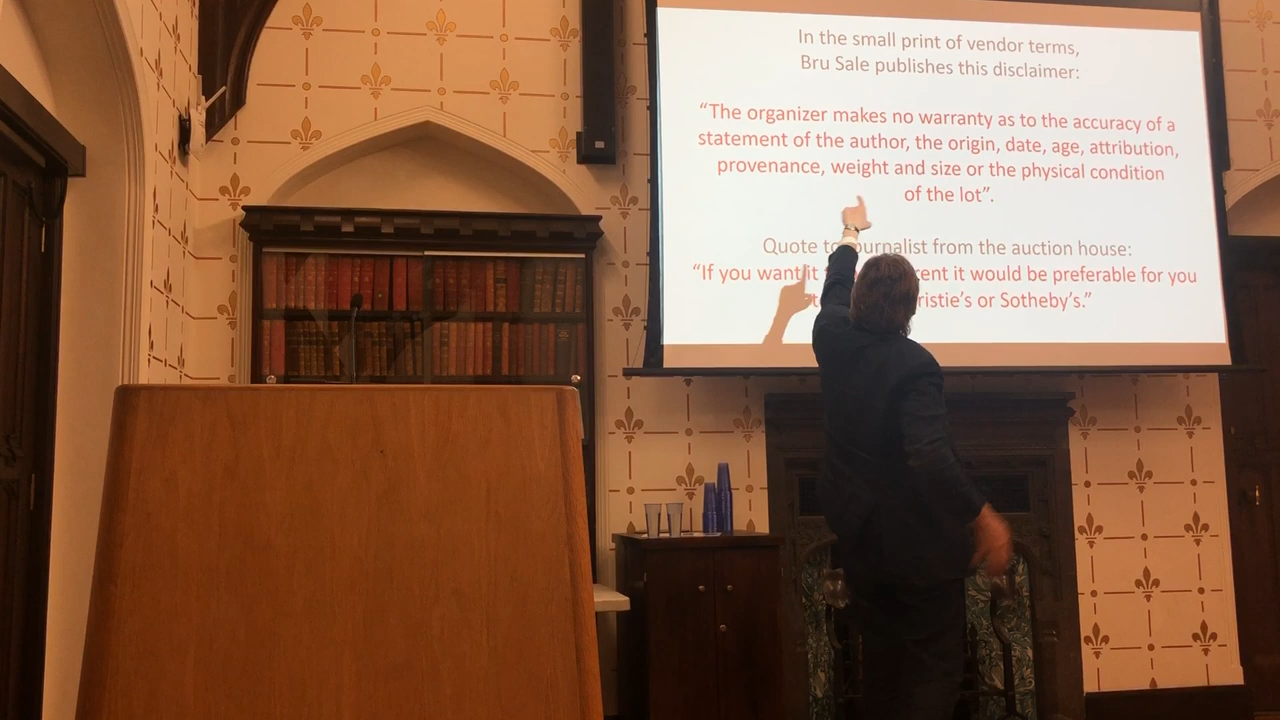 In the small print of vendor terms,
Bru Sale publishes this disclaimer:
“The organizer makes no warranty as to the accuracy of a
statement of the author, the origin, date, age, attribution,
provenance, weight and size or the physical condition
of the lot”.
Quote to journalist from the auction house:
“If you want it it would be preferable for you
or Sotheby’s.”